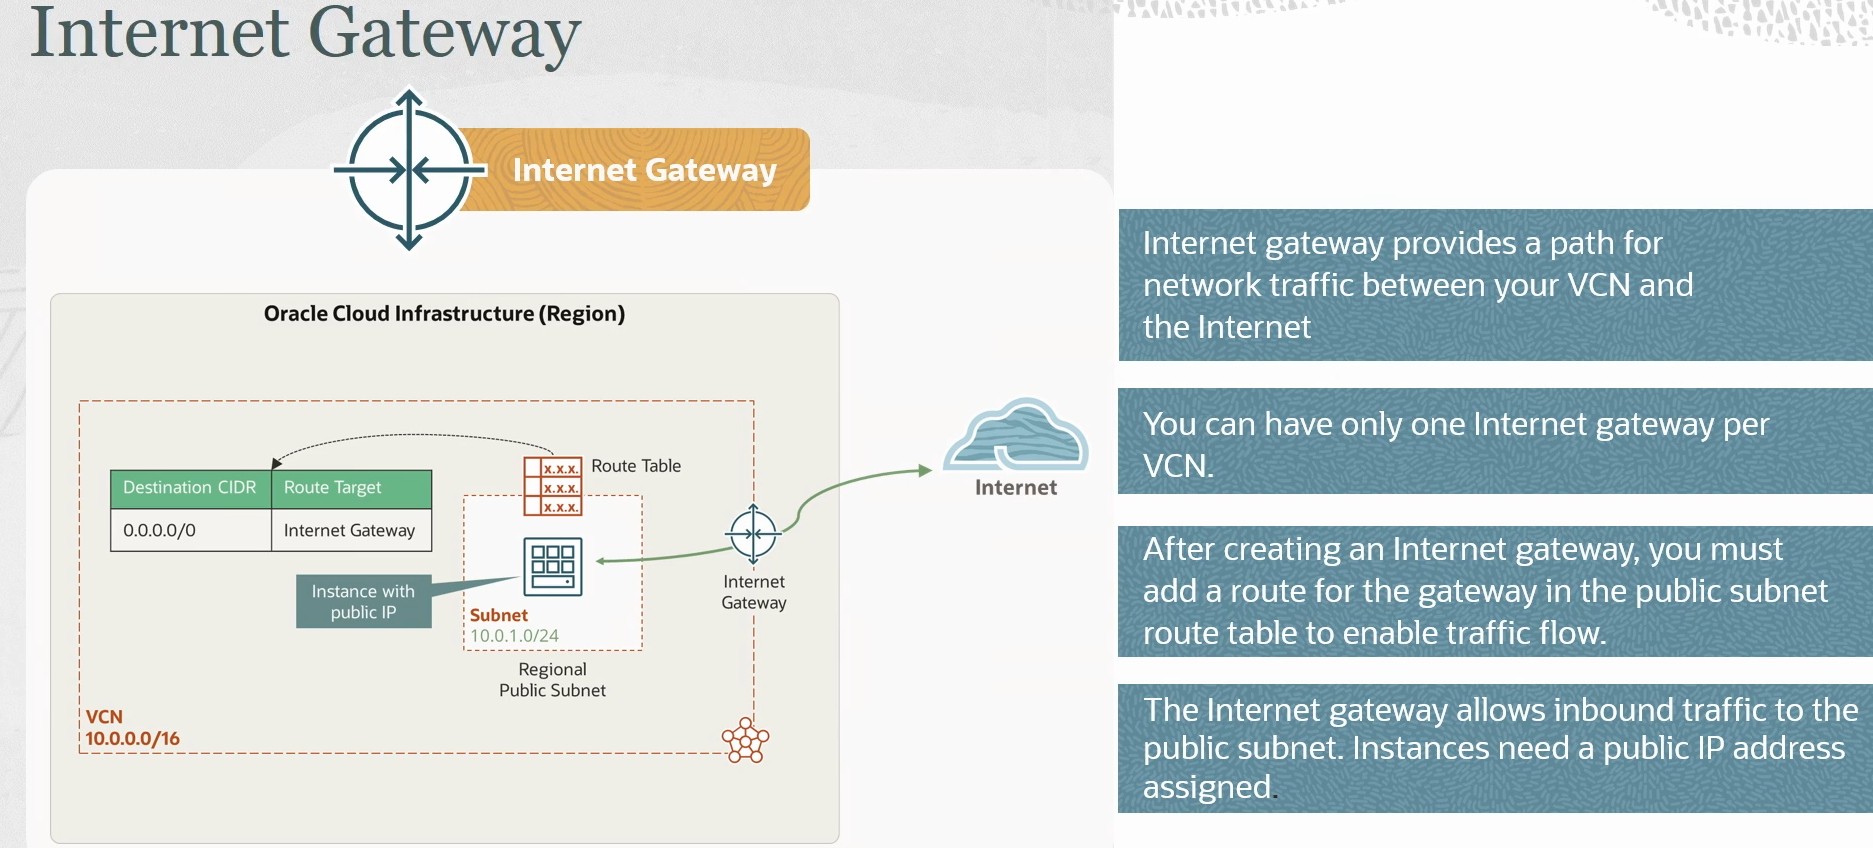 Internet Gateway
Internet Gateway
Oracle Cloud Infrastructure (Region)
Destination CIDR
Route Target
0.0.0.0/0
Internet Gateway
x.x.x.
x.x.x.
x.x.x.
Route Table
Instance with
public IP
Subnet
10.0.1.0/24
Regional
Public Subnet
Internet
Gateway
VCN
10.0.0.0/16
Internet
Internet gateway provides a path for
network traffic between your VCN and
the Internet
You can have only one Internet gateway per
VCN.
After creating an Internet gateway, you must
add a route for the gateway in the public subnet
route table to enable traffic flow.
The Internet gateway allows inbound traffic to the
public subnet. Instances need a public IP address
assigned.